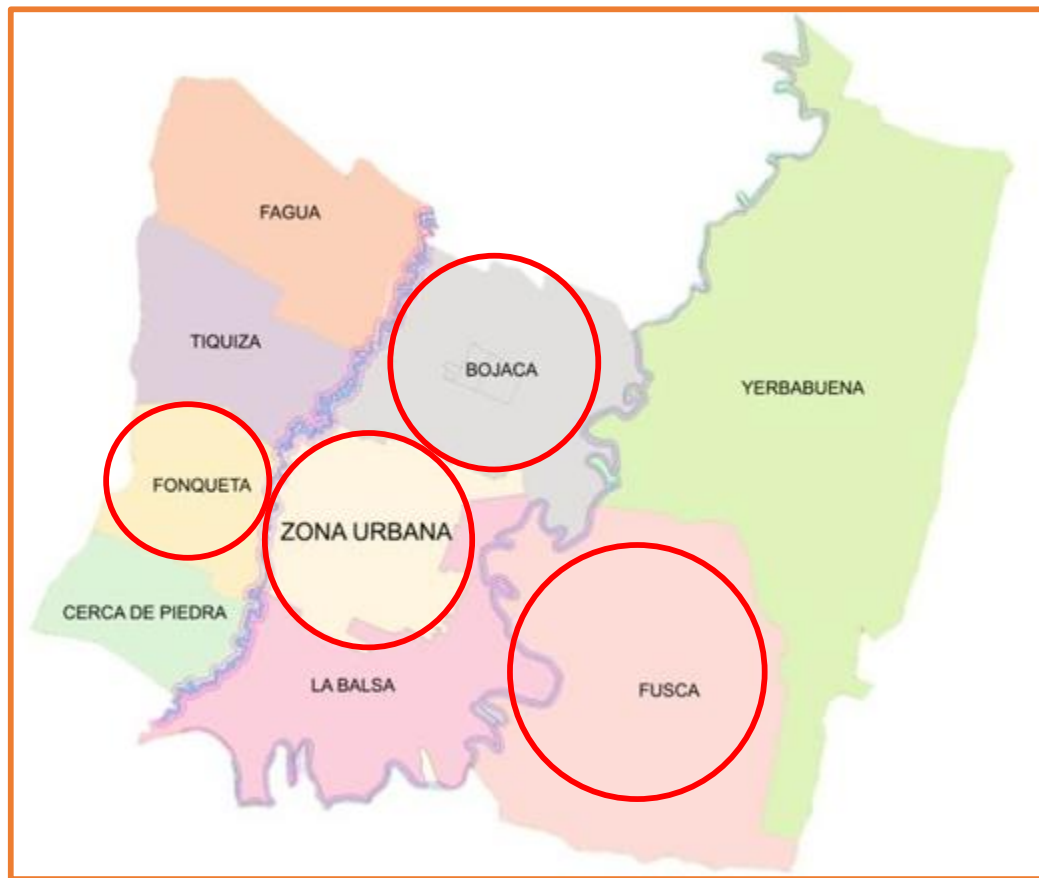 FAGUA
TIQUIZA
BOJACA
YERBABUENA
FONQUETA
ZONA URBANA
CERCA DE PIEDRA
LA BALSA
FUSCA